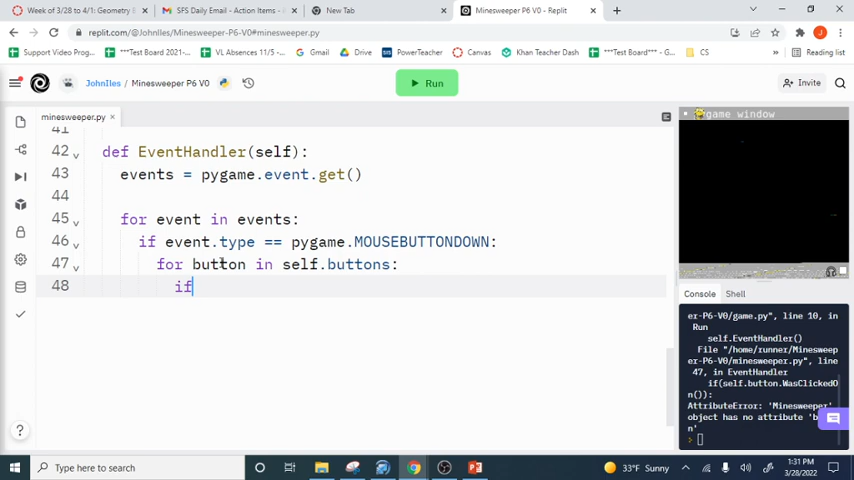 Week of 3/28 to 4/1: Geometry &
SFS Daily Email - Action Items
New Tab
Minesweeper P6 V0 - Replit
replit.com/@JohnIles/Minesweeper-P6-V0#minesweeper.py
Support Video Program
***Test Board 2021-
VL Absences 11/5 -
Gmail
Drive
PowerTeacher
Canvas
Khan Teacher Dash
***Test Board
CS
Reading list
JohnIles / Minesweeper P6 V0
Run
Invite
minesweeper.py
41
42 def EventHandler(self):
43 events = pygame.event.get()
44
45 for event in events:
46 if event.type == pygame.MOUSEBUTTONDOWN:
47 for button in self.buttons:
48 if
game window
Console Shell
er-P6-V0/game.py", line 10, in
Run
self.EventHandler()
File "/home/runner/Minesweep
er-P6-V0/minesweeper.py", line
47, in EventHandler
if(self.button.WasClickedO
n()):
AttributeError: 'Minesweeper'
object has no attribute 'b
n'
Type here to search
33°F Sunny
1:31 PM
3/28/2022